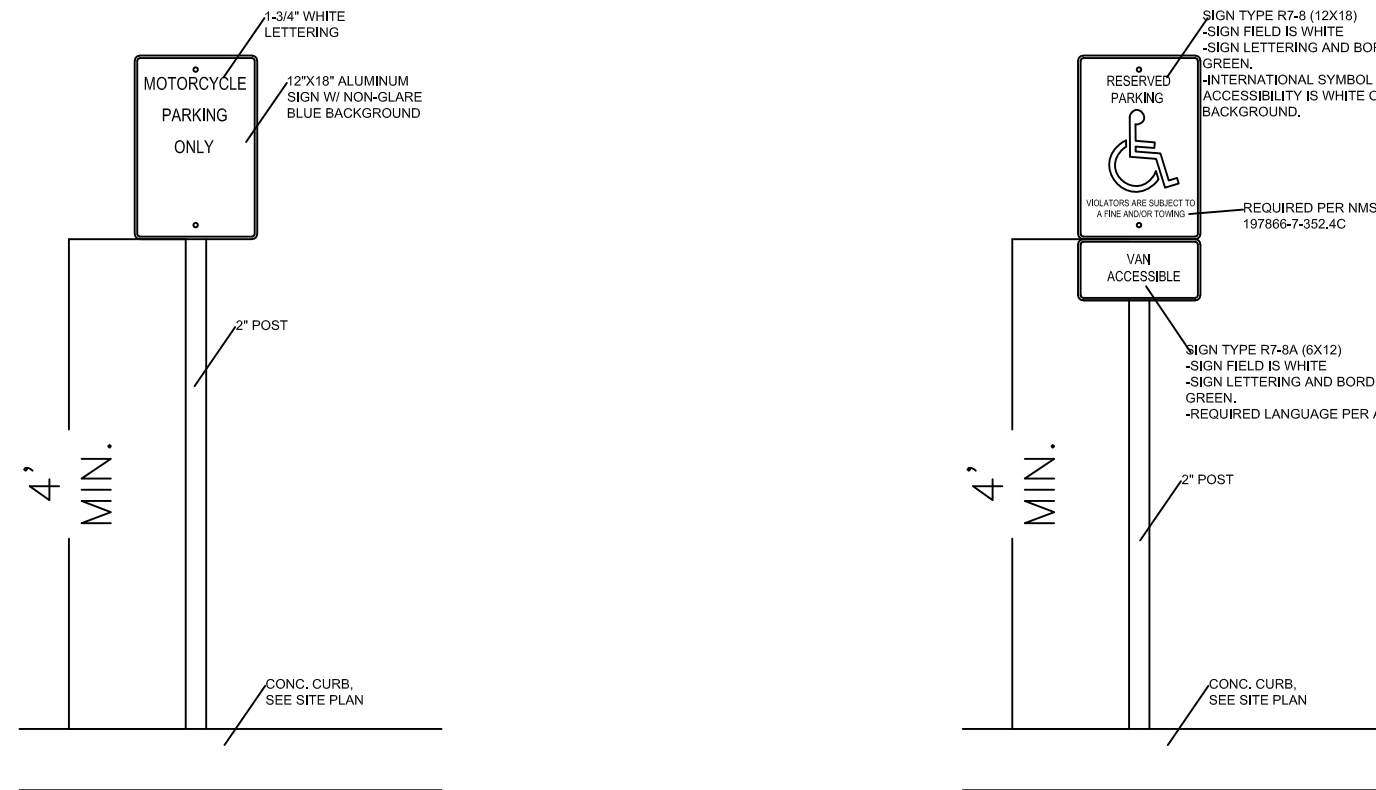 1-3/4" WHITE
LETTERING
MOTORCYCLE
PARKING
ONLY
12"X18" ALUMINUM
SIGN W/ NON-GLARE
BLUE BACKGROUND
2" POST
4'
MIN.
CONC. CURB,
SEE SITE PLAN
SIGN TYPE R7-8 (12X18)
-SIGN FIELD IS WHITE
-SIGN LETTERING AND
GREEN.
-INTERNATIONAL SYMBOL
ACCESSIBILITY IS WHITE
BACKGROUND.
RESERVED
PARKING
VIOLATORS ARE SUBJECT TO
A FINE AND/OR TOWING
REQUIRED PER
197866-7-352.4C
VAN
ACCESSIBLE
SIGN TYPE R7-8A (6X12)
-SIGN FIELD IS WHITE
-SIGN LETTERING AND
GREEN.
-REQUIRED LANGUAGE PER
2" POST
4'
MIN.
CONC. CURB,
SEE SITE PLAN